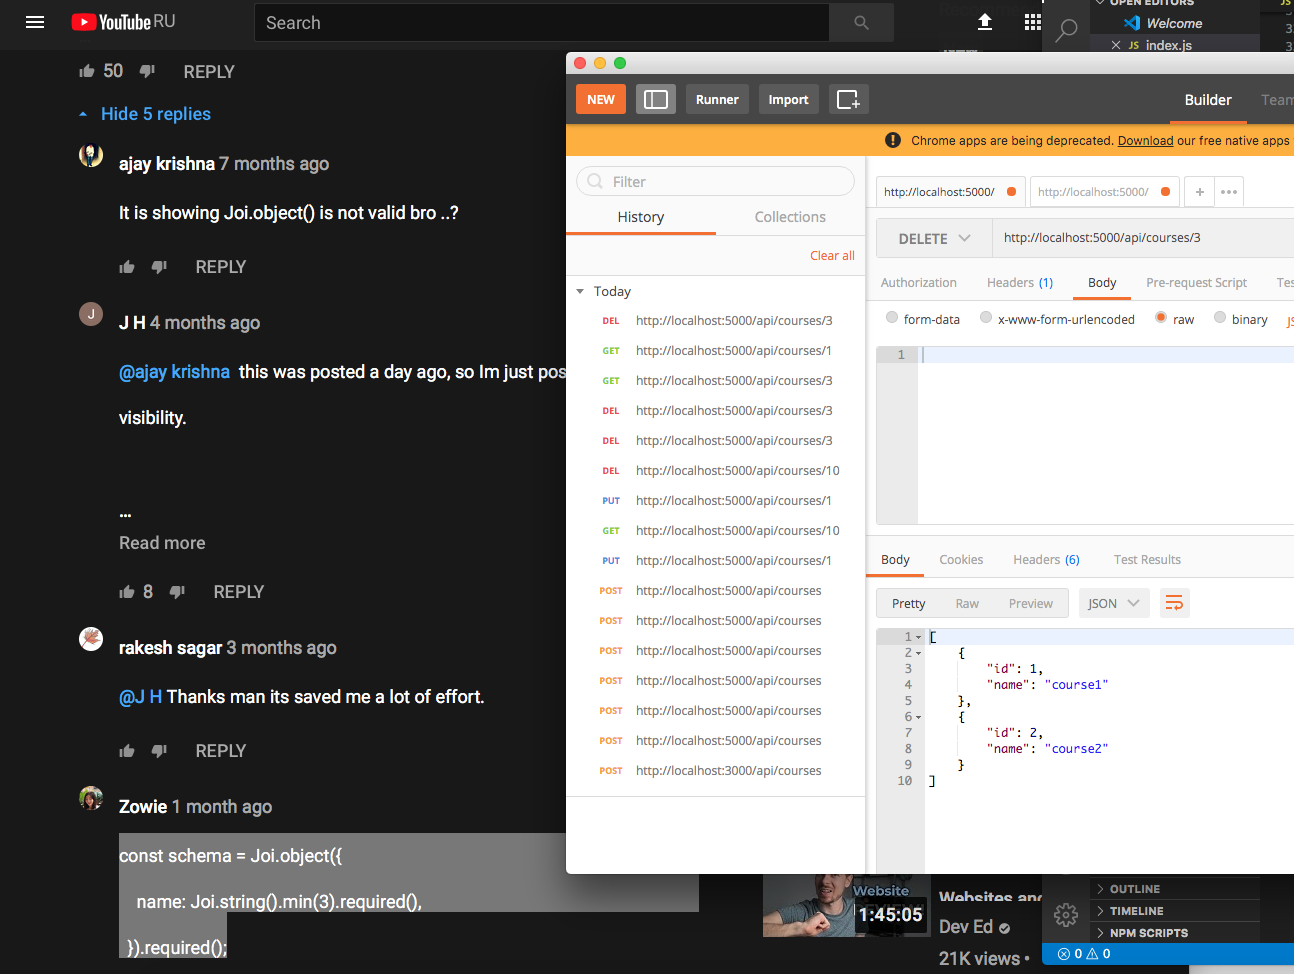 YouTube RU
Search
50
REPLY
Hide 5 replies
ajay krishna 7 months ago
It is showing Joi.object() is not valid bro ..?
REPLY
J
J H 4 months ago
@ajay krishna this was posted a day ago, so Im just pos
visibility.
...
Read more
8
REPLY
rakesh sagar 3 months ago
@J H Thanks man its saved me a lot of effort.
REPLY
Zowie 1 month ago
const schema = Joi.object({
name: Joi.string().min(3).required(),
}).required();
OPEN EDITORS
Welcome
JS index.js
JS
NEW
Runner
Import
Builder
Team
Chrome apps are being deprecated. Download our free native apps
Filter
History
Collections
Clear all
Today
DEL http://localhost:5000/api/courses/3
GET http://localhost:5000/api/courses/1
GET http://localhost:5000/api/courses/3
DEL http://localhost:5000/api/courses/3
DEL http://localhost:5000/api/courses/3
DEL http://localhost:5000/api/courses/10
PUT http://localhost:5000/api/courses/1
GET http://localhost:5000/api/courses/10
PUT http://localhost:5000/api/courses/1
POST http://localhost:5000/api/courses
POST http://localhost:5000/api/courses
POST http://localhost:5000/api/courses
POST http://localhost:5000/api/courses
POST http://localhost:5000/api/courses
POST http://localhost:5000/api/courses
POST http://localhost:3000/api/courses
http://localhost:5000/
http://localhost:5000/
DELETE
http://localhost:5000/api/courses/3
Authorization
Headers (1)
Body
Pre-request Script
Tes
form-data
x-www-form-urlencoded
raw
binary
JS
1
Body
Cookies
Headers (6)
Test Results
Pretty
Raw
Preview
JSON
1 [
2 {
3 "id": 1,
4 "name": "course1"
5 },
6 {
7 "id": 2,
8 "name": "course2"
9 }
10 ]
Website
1:45:05
Websites and
Dev Ed
21K views •
OUTLINE
TIMELINE
NPM SCRIPTS
0 0